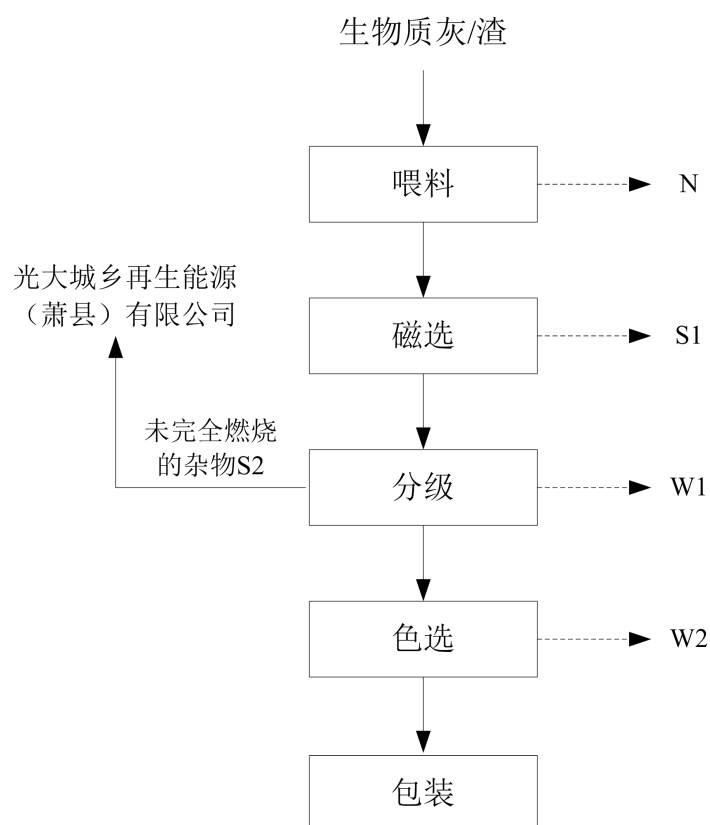 生物质灰/渣
喂料
N
光大城乡再生能源
（萧县）有限公司
磁选
S1
未完全燃烧
的杂物S2
分级
W1
色选
W2
包装